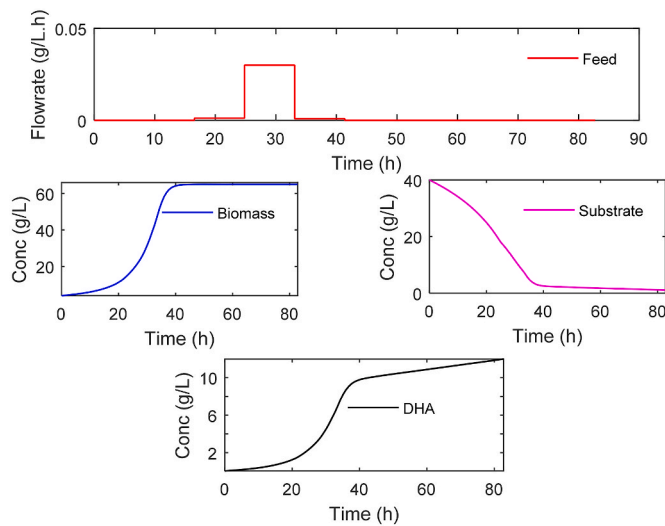 Flowrate (g/L.h)
0.05
0
Feed
0 10 20 30 40 50 60 70 80 90
Time (h)
Conc (g/L)
60
40
20
Biomass
0 20 40 60 80
Time (h)
Conc (g/L)
40
20
0
Substrate
0 20 40 60 80
Time (h)
Conc (g/L)
10
6
2
DHA
0 20 40 60 80
Time (h)